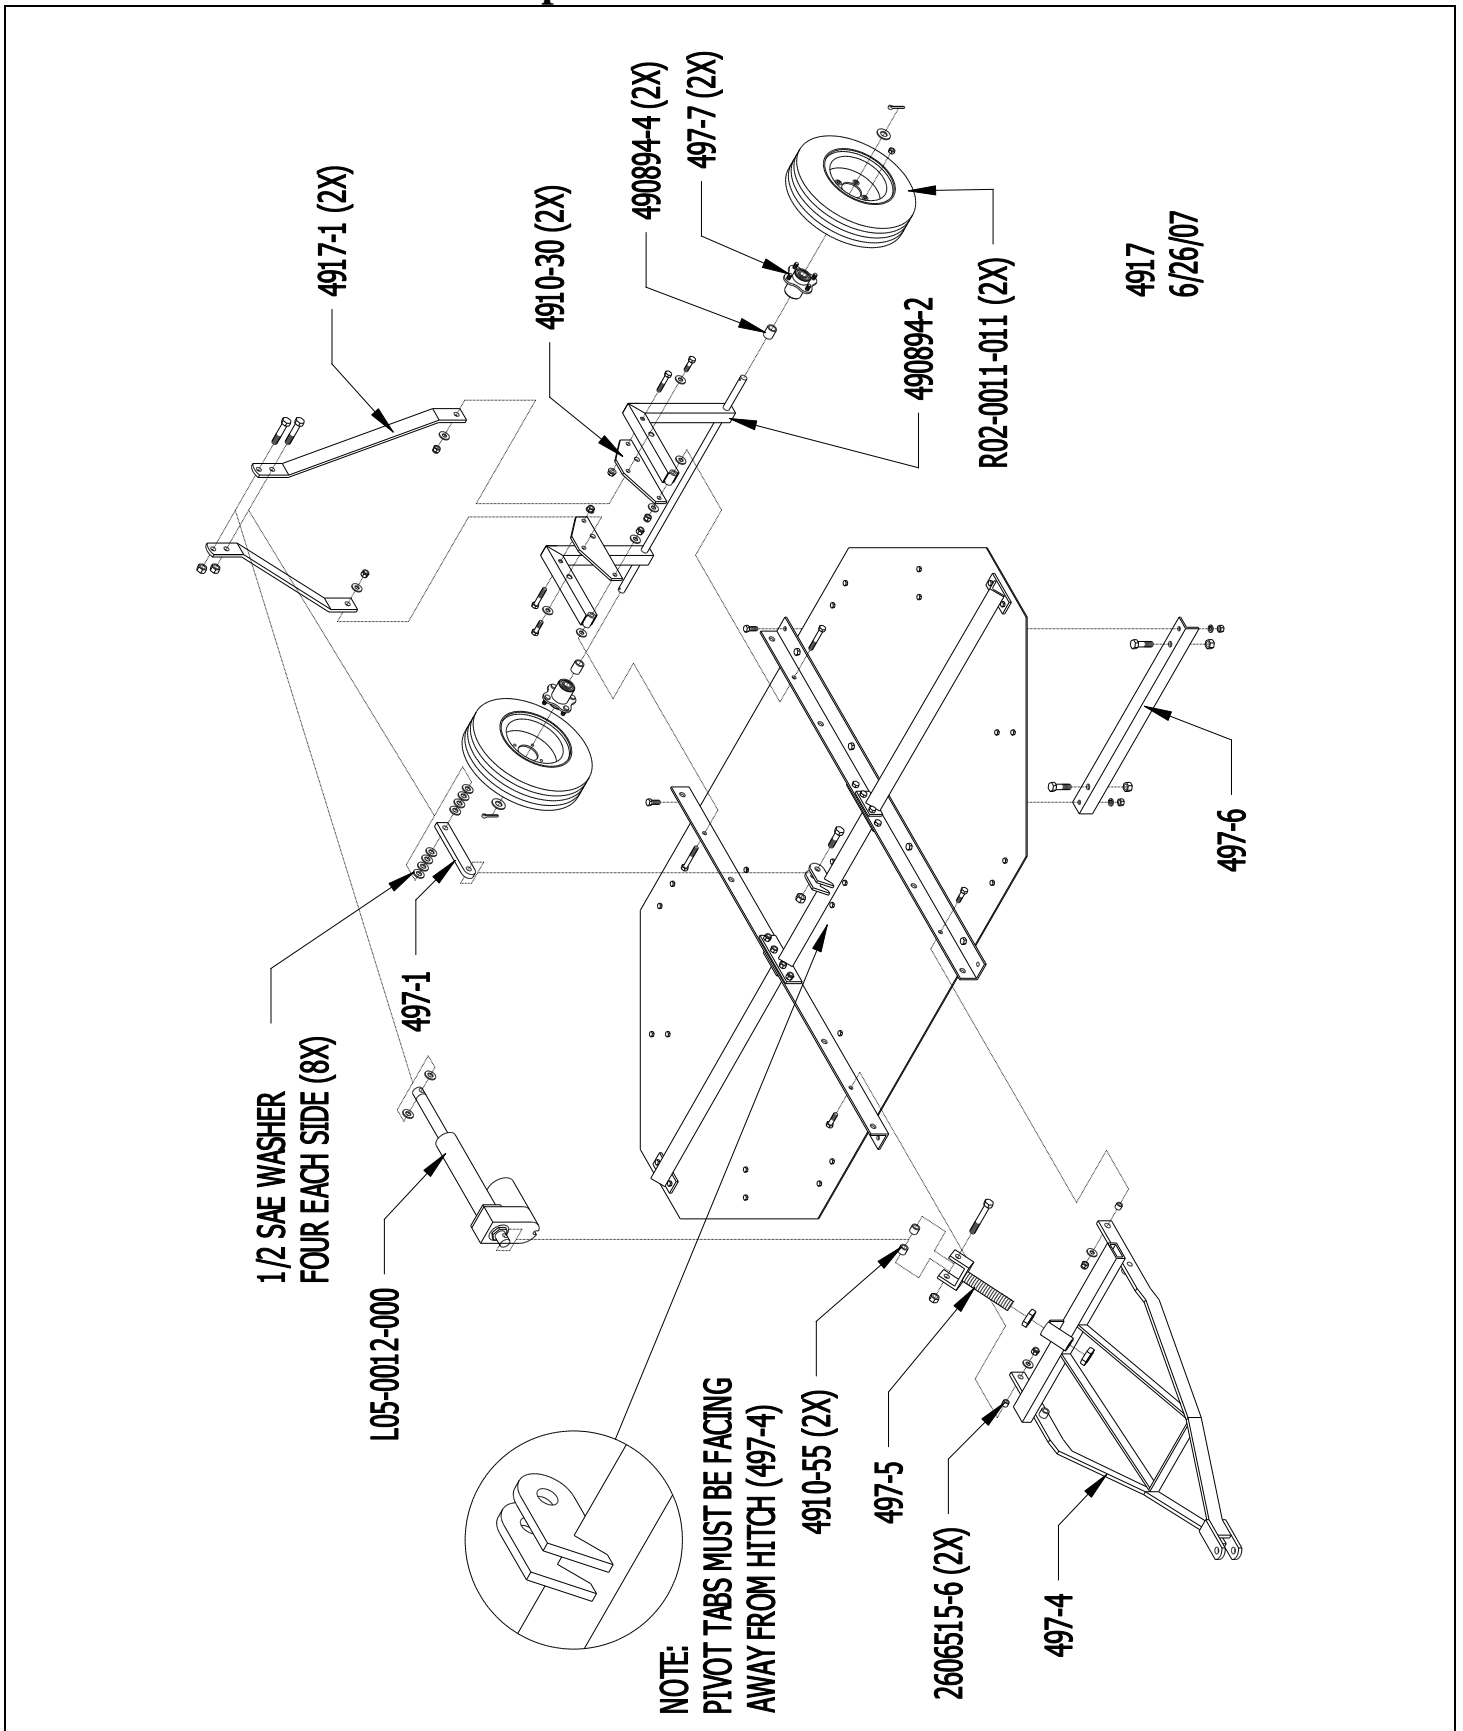 4917-1 (2X)
4910-30 (2X)
490894-4 (2X)
497-7 (2X)
490894-2
R02-0011-011 (2X)
4917
6/26/07
1/2 SAE WASHER
FOUR EACH SIDE (8X)
497-1
L05-0012-000
497-6
NOTE:
PIVOT TABS MUST BE FACING
AWAY FROM HITCH (497-4)
4910-55 (2X)
497-5
2606515-6 (2X)
497-4